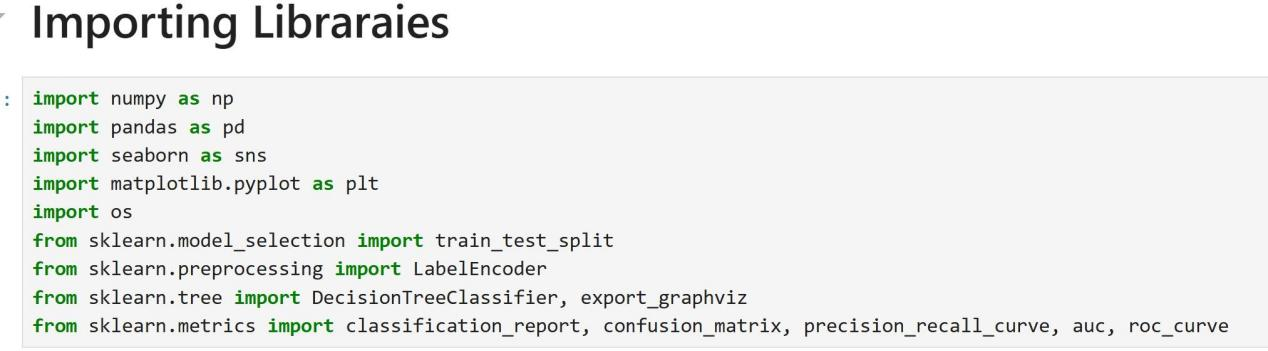 Importing Libraraies
:
import numpy as np
import pandas as pd
import seaborn as sns
import matplotlib.pyplot as plt
import os
from sklearn.model_selection import train_test_split
from sklearn.preprocessing import LabelEncoder
from sklearn.tree import DecisionTreeClassifier, export_graphviz
from sklearn.metrics import classification_report, confusion_matrix, precision_recall_curve, auc, roc_curve